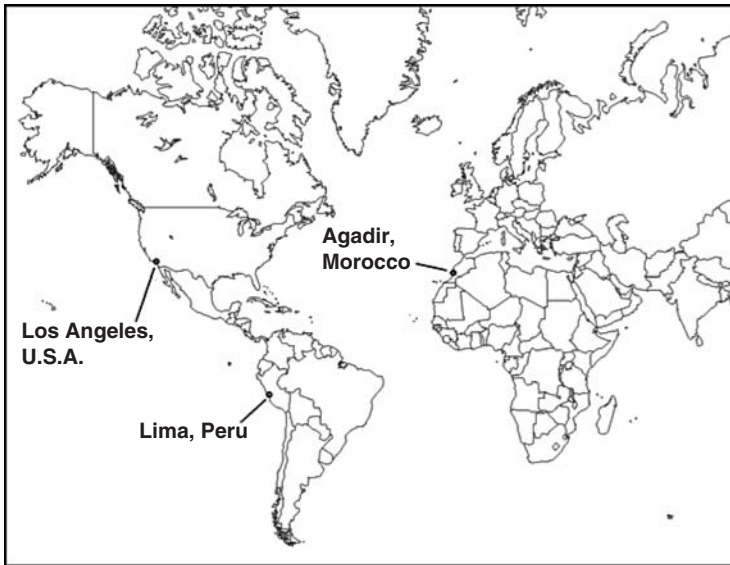 Agadir,
Morocco
Los Angeles,
U.S.A.
Lima, Peru